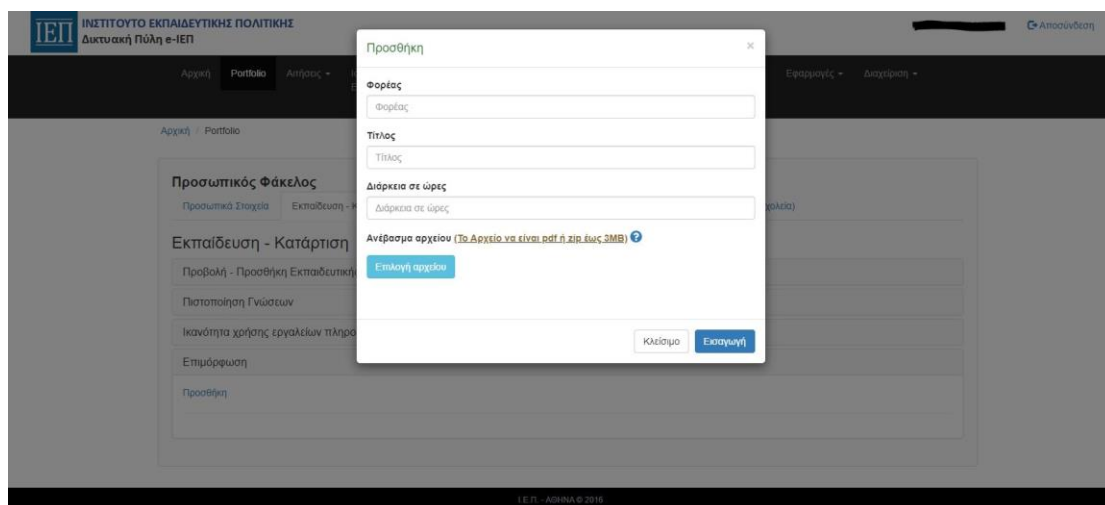 ΙΕΠ
ΙΝΣΤΙΤΟΥΤΟ ΕΚΠΑΙΔΕΥΤΙΚΗΣ ΠΟΛΙΤΙΚΗΣ
Δικτυακή Πύλη e-ΙΕΠ
Αποσύνδεση
Αρχική Portfolio Αιτήσεις Εφαρμογές Διαχείριση
Αρχική / Portfolio
Προσθήκη ×
Φορέας
Φορέας
Τίτλος
Τίτλος
Διάρκεια σε ώρες
Διάρκεια σε ώρες
Ανέβασμα αρχείου (Το Αρχείο να είναι pdf ή zip έως 3MB)
Επιλογή αρχείου
Κλείσιμο Εισαγωγή
Προσωπικός Φάκελος
Προσωπικά Στοιχεία Εκπαίδευση -
Εκπαίδευση - Κατάρτιση
Προβολή - Προσθήκη Εκπαιδευτική
Πιστοποίηση Γνώσεων
Ικανότητα χρήσης εργαλείων πληρο
Επιμόρφωση
Προσθήκη
Ι.Ε.Π. - ΑΘΗΝΑ © 2016